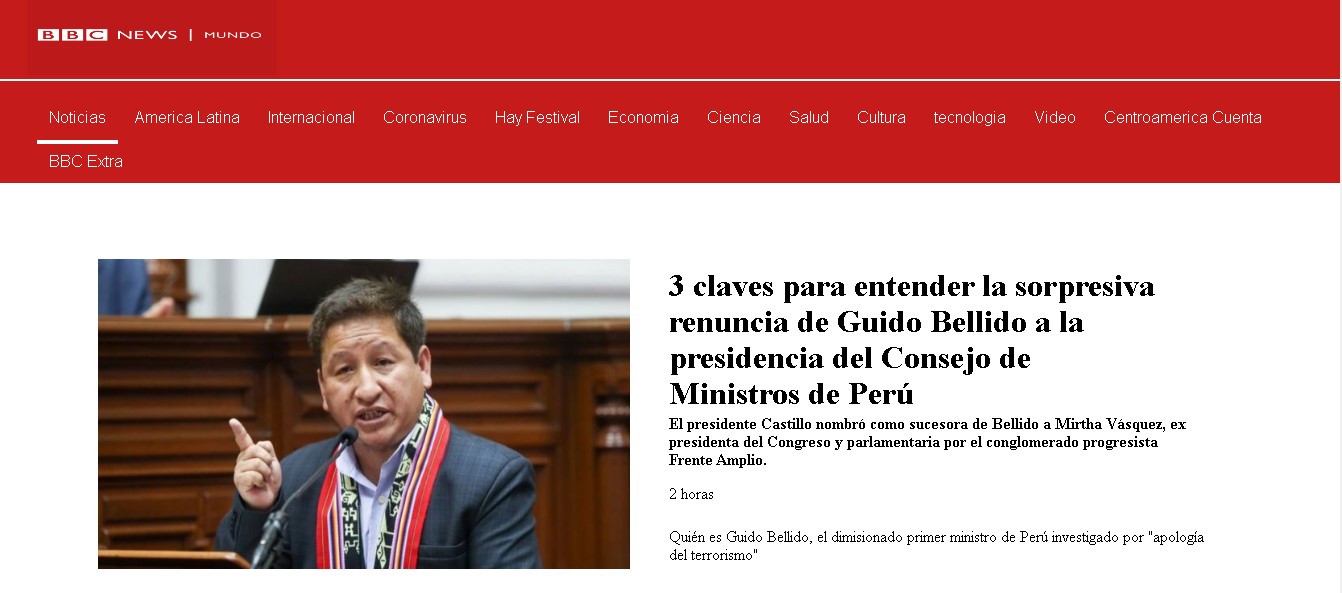 BBC NEWS | MUNDO
Noticias America Latina Internacional Coronavirus Hay Festival Economia Ciencia Salud Cultura tecnologia Video Centroamerica Cuenta
BBC Extra
3 claves para entender la sorpresiva
renuncia de Guido Bellido a la
presidencia del Consejo de
Ministros de Perú
El presidente Castillo nombró como sucesora de Bellido a Mirtha Vásquez, ex
presidenta del Congreso y parlamentaria por el conglomerado progresista
Frente Amplio.
2 horas
Quién es Guido Bellido, el dimisionado primer ministro de Perú investigado por "apología
del terrorismo"